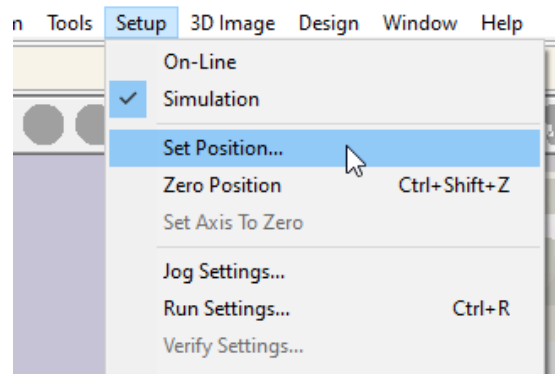 Tools Setup 3D Image Design Window Help
On-Line
Simulation
Set Position...
Zero Position Ctrl+Shift+Z
Set Axis To Zero
Jog Settings...
Run Settings... Ctrl+R
Verify Settings...